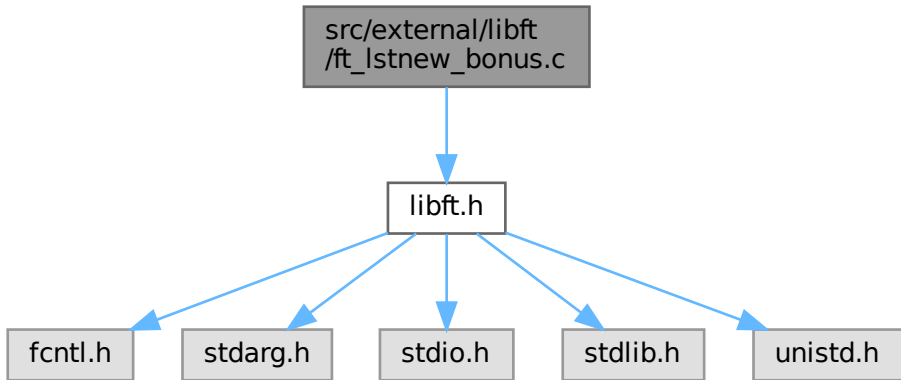 src/external/libft
/ft_lstnew_bonus.c
libft.h
fcntl.h
stdarg.h
stdio.h
stdlib.h
unistd.h